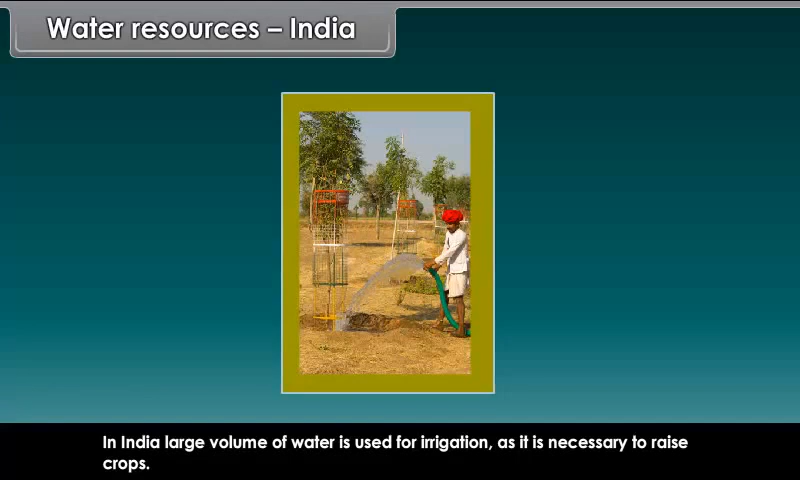 Water resources – India
In India large volume of water is used for irrigation, as it is necessary to raise
crops.